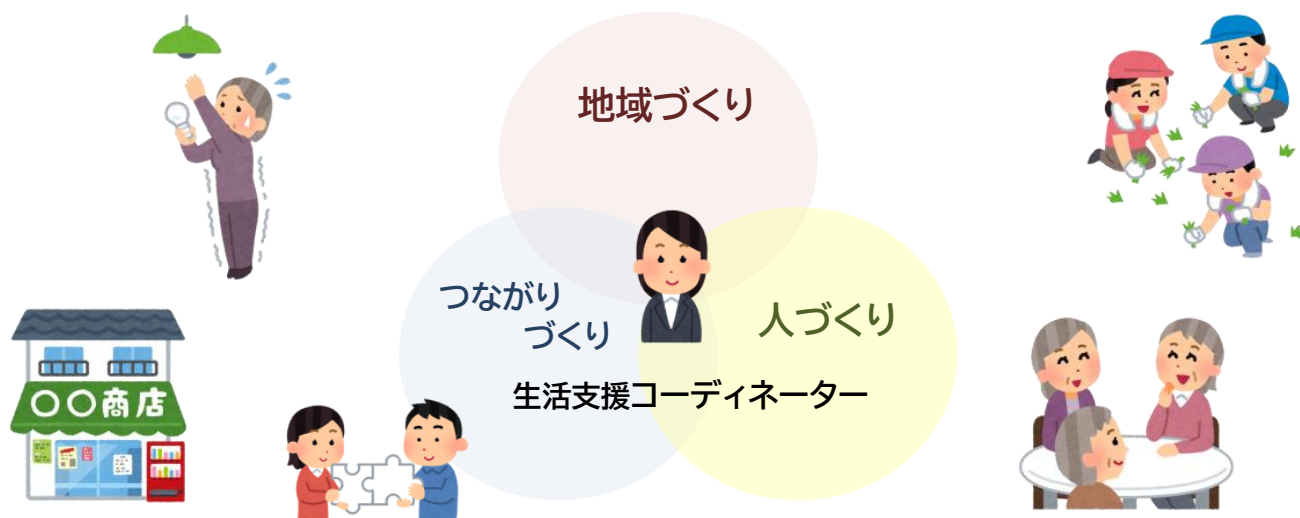 地域づくり
つながり
づくり
人づくり
生活支援コーディネーター
〇〇商店